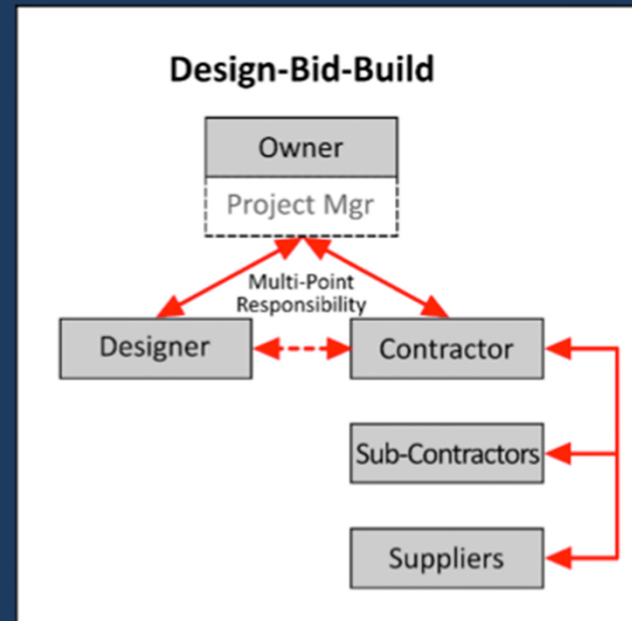 Design-Bid-Build
Owner
Project Mgr
Multi-Point
Responsibility
Designer
Contractor
Sub-Contractors
Suppliers